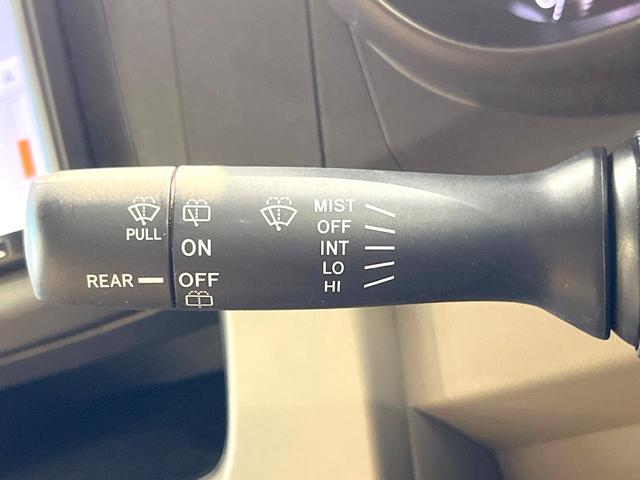 PULL
REAR
ON
OFF
MIST
OFF
INT
LO
HI